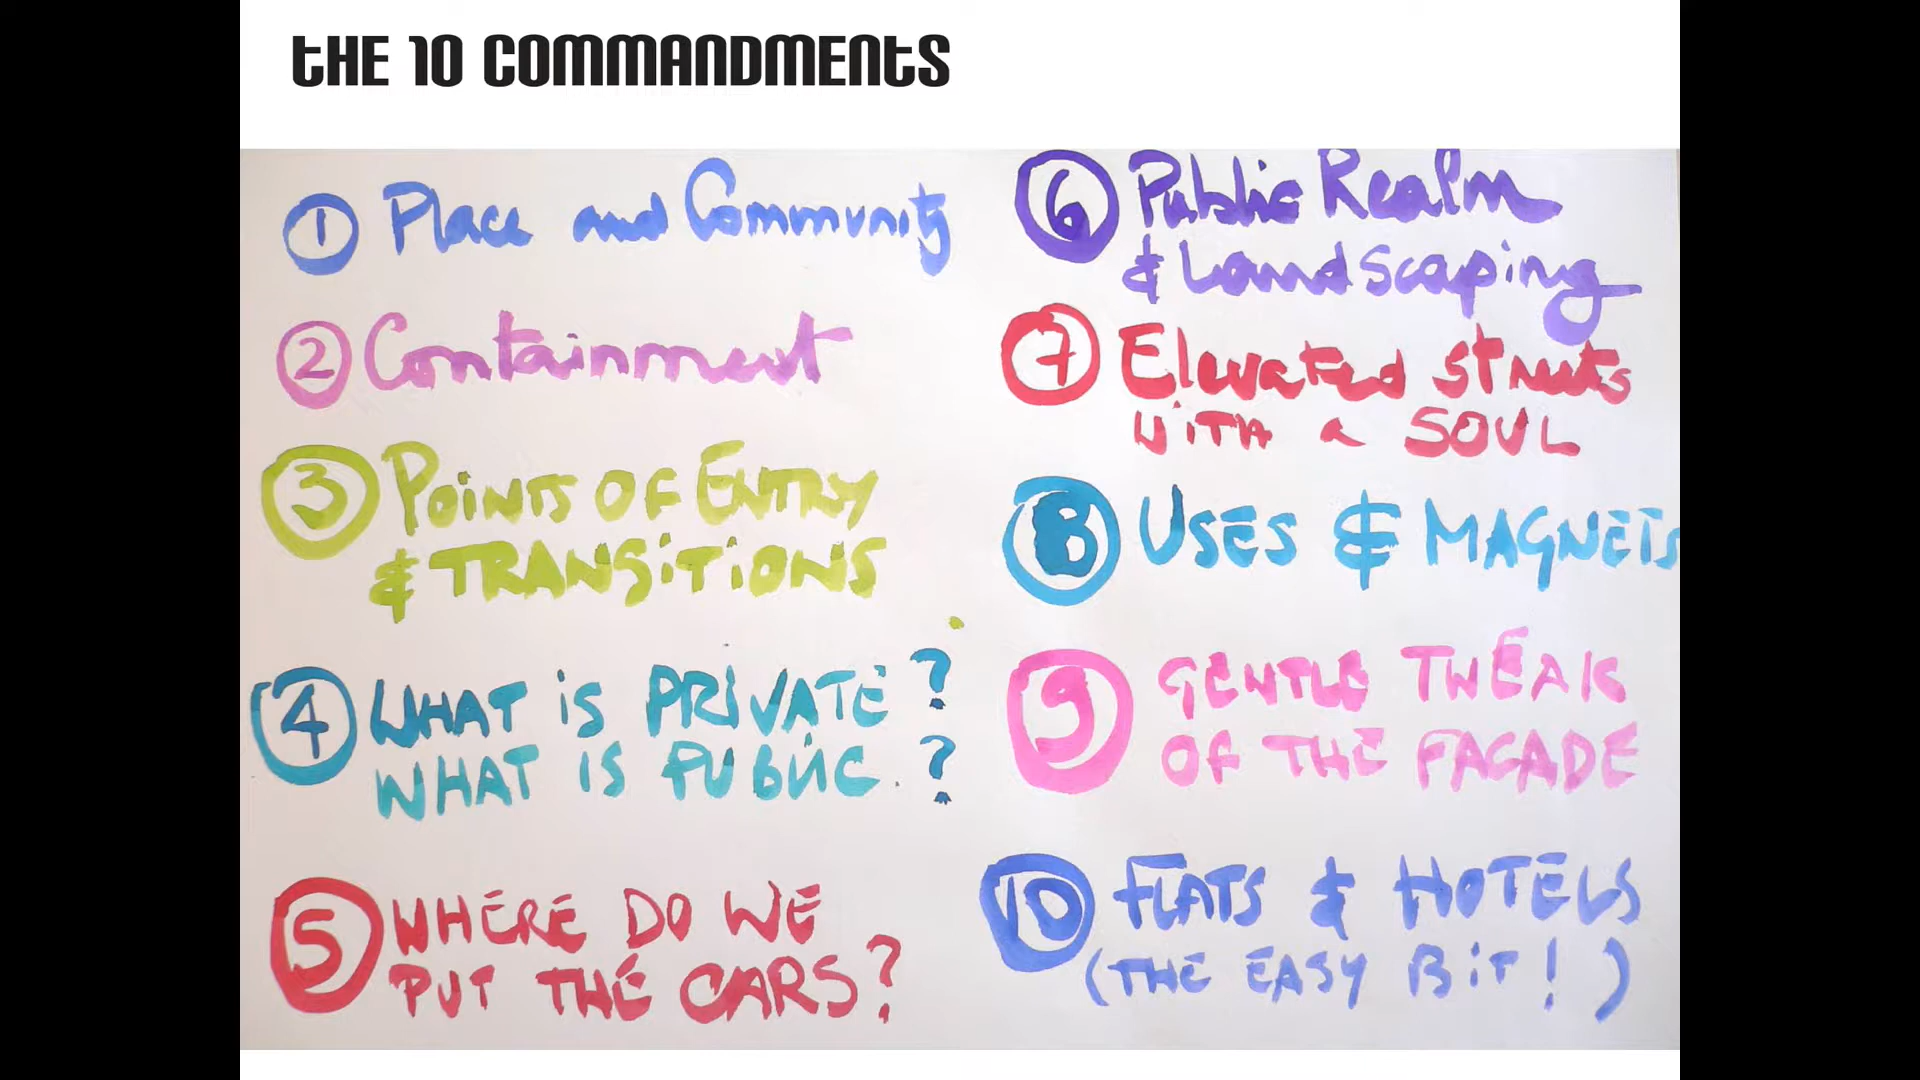 THE 10 COMMANDMENTS
1 Place and Community
2 Containment
3 POINTS OF ENTRY
& TRANSITIONS
4 WHAT IS PRIVATE?
WHAT IS PUBLIC?
5 WHERE DO WE
PUT THE CARS?
6 Public Realm
& Landscaping
7 Elevated streets
WITH a SOUL
8 USES & MAGNETS
9 GENTLE TWEAK
OF THE FACADE
10 FLATS & HOTELS
(THE EASY BIT!)